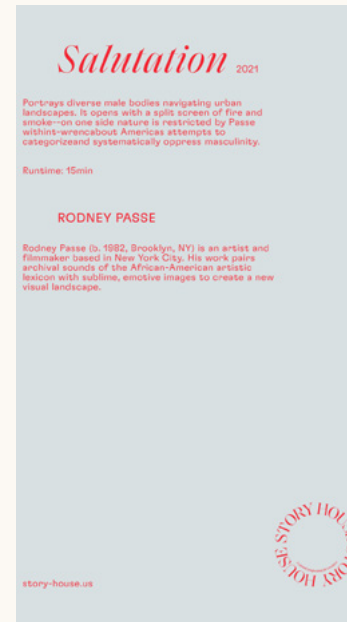 Salutation 2021
Portrays diverse male bodies navigating urban
landscapes. It opens with a split screen of fire and
smoke--on one side nature is restricted by Passe
withint-wrencabout Americas attempts to
categorizeand systematically oppress masculinity.
Runtime: 15min
RODNEY PASSE
Rodney Passe (b. 1982, Brooklyn, NY) is an artist and
filmmaker based in New York City. His work pairs
archival sounds of the African-American artistic
lexicon with sublime, emotive images to create a new
visual landscape.
STORY HOUSE STORY HOUSE
story-house.us